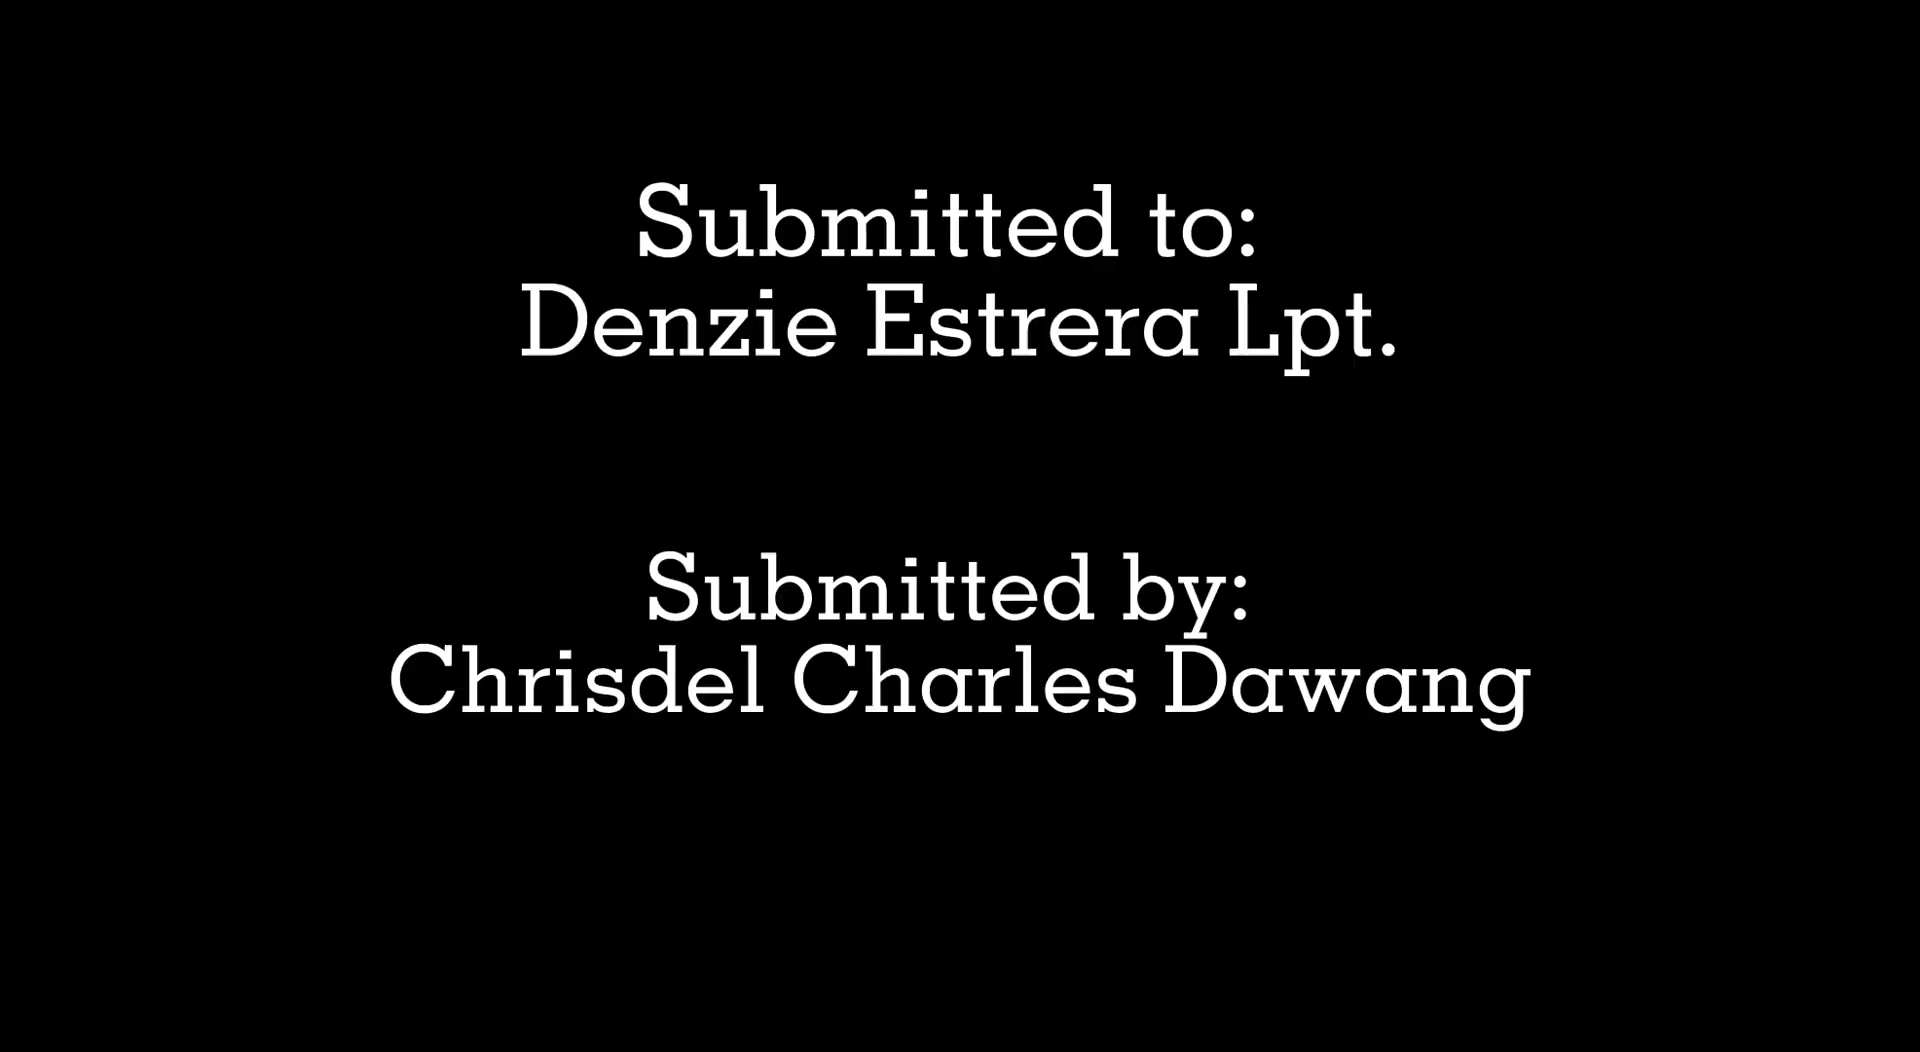 Submitted to:
Denzie Estrera Lpt.
Submitted by:
Chrisdel Charles Dawang